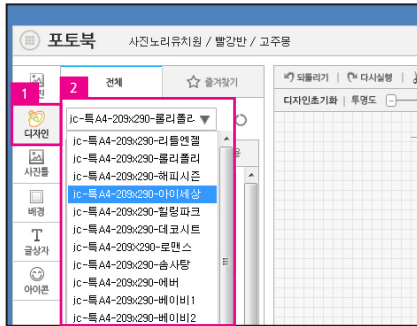 포토북 사진노리유치원 / 빨강반 / 고주몽
1 2 전체 즐겨찾기 되돌리기 | 다시실행 |
디자인초기화 | 투명도
디자인
사진틀
배경
글상자
아이콘
jc-특A4-209x290-롤리폴리
jc-특A4-209x290-리틀엔젤
jc-특A4-209x290-롤리폴리
jc-특A4-209x290-해피시즌
jc-특A4-209x290-아이세상
jc-특A4-209x290-힐링파크
jc-특A4-209x290-데코시트
jc-특A4-209X290-로맨스
jc-특A4-209x290-솜사탕
jc-특A4-209x290-에버
jc-특A4-209x290-베이비1
jc-특A4-209x290-베이비2